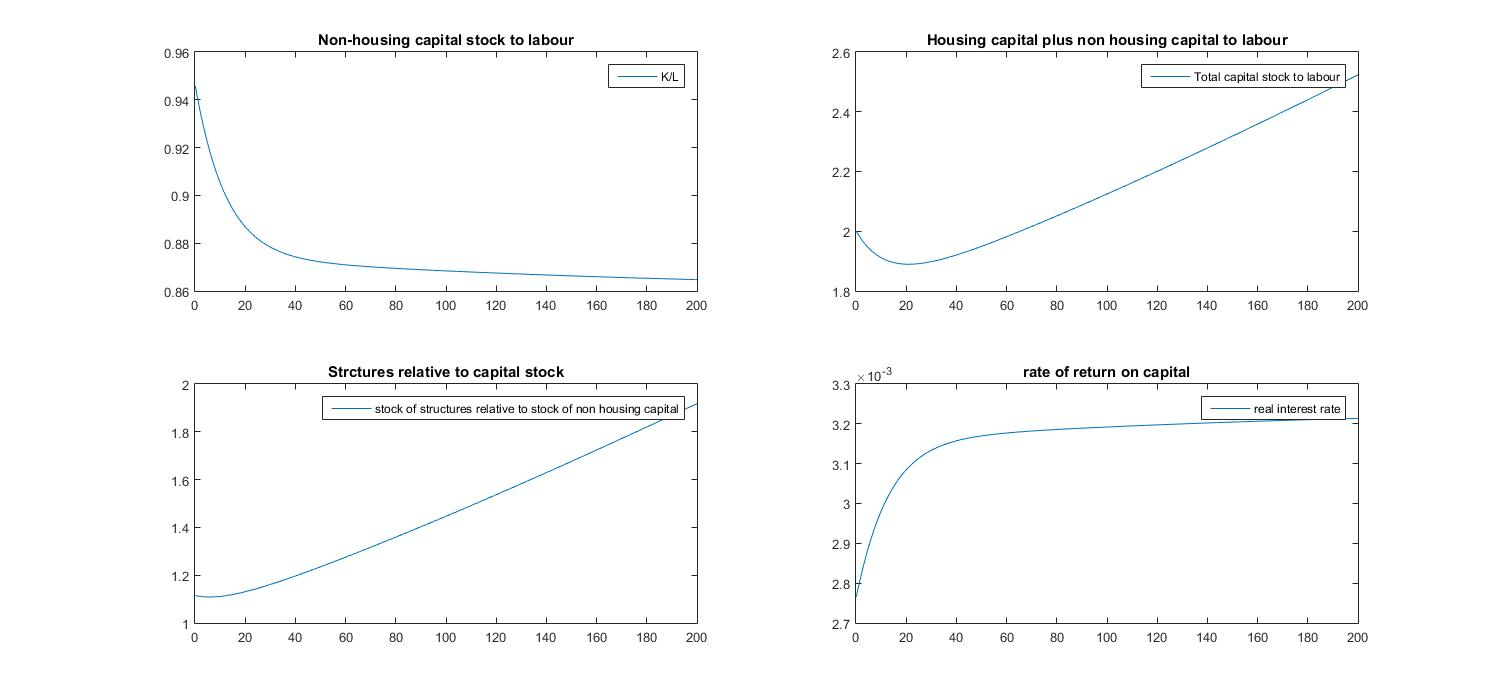 Non-housing capital stock to labour
0.96
0.94
0.92
0.9
0.88
0.86
K/L
0 20 40 60 80 100 120 140 160 180 200
Housing capital plus non housing capital to labour
2.6
2.4
2.2
2
1.8
Total capital stock to labour
0 20 40 60 80 100 120 140 160 180 200
Strctures relative to capital stock
2
1.8
1.6
1.4
1.2
1
stock of structures relative to stock of non housing capital
0 20 40 60 80 100 120 140 160 180 200
rate of return on capital
×10⁻³
3.3
3.2
3.1
3
2.9
2.8
2.7
real interest rate
0 20 40 60 80 100 120 140 160 180 200